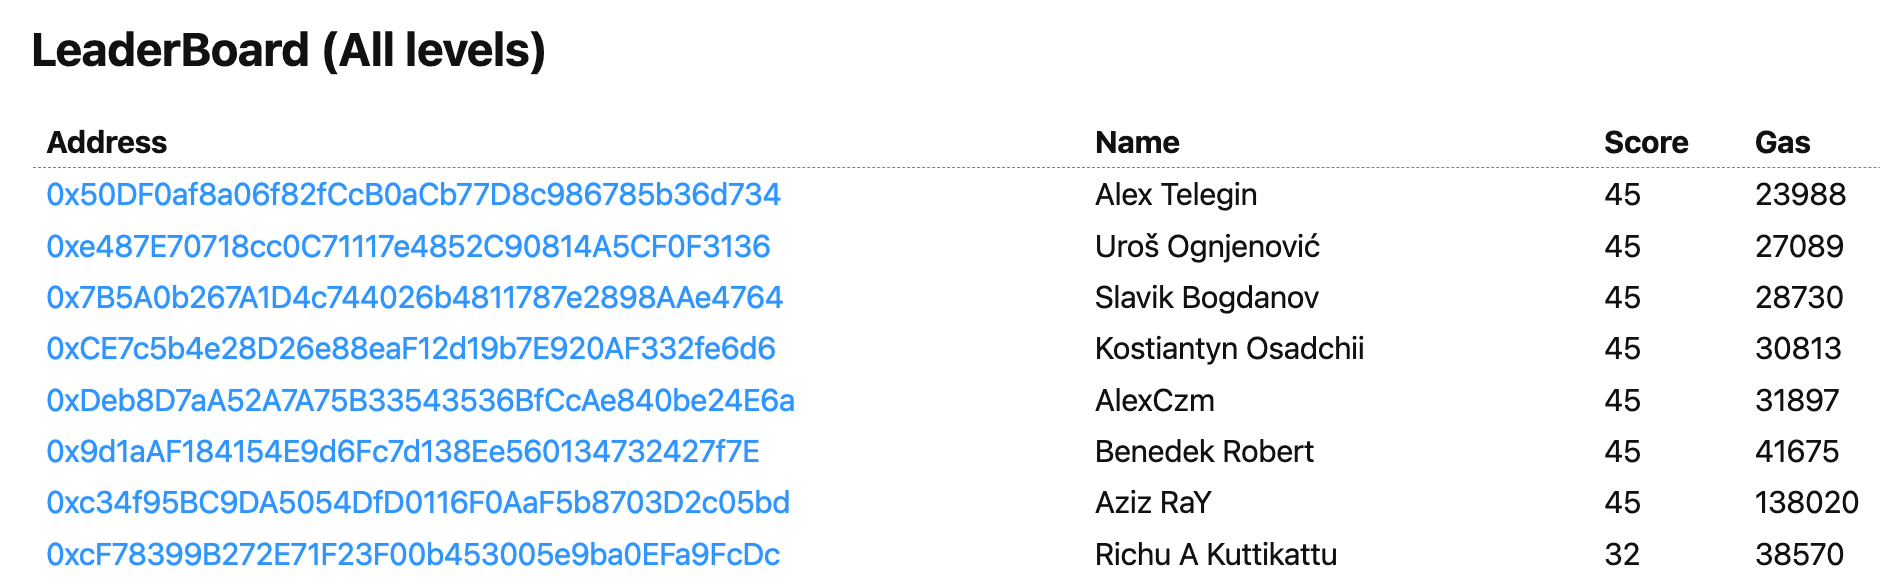 LeaderBoard (All levels)
Address Name Score Gas
0x50DF0af8a06f82fCcB0aCb77D8c986785b36d734 Alex Telegin 45 23988
0xe487E70718cc0C71117e4852C90814A5CF0F3136 Uroš Ognjenović 45 27089
0x7B5A0b267A1D4c744026b4811787e2898AAe4764 Slavik Bogdanov 45 28730
0xCE7c5b4e28D26e88eaF12d19b7E920AF332fe6d6 Kostiantyn Osadchii 45 30813
0xDeb8D7aA52A7A75B33543536BfCcAe840be24E6a AlexCzm 45 31897
0x9d1aAF184154E9d6Fc7d138Ee560134732427f7E Benedek Robert 45 41675
0xc34f95BC9DA5054DfD0116F0AaF5b8703D2c05bd Aziz RaY 45 138020
0xcF78399B272E71F23F00b453005e9ba0EFa9FcDc Richu A Kuttikattu 32 38570